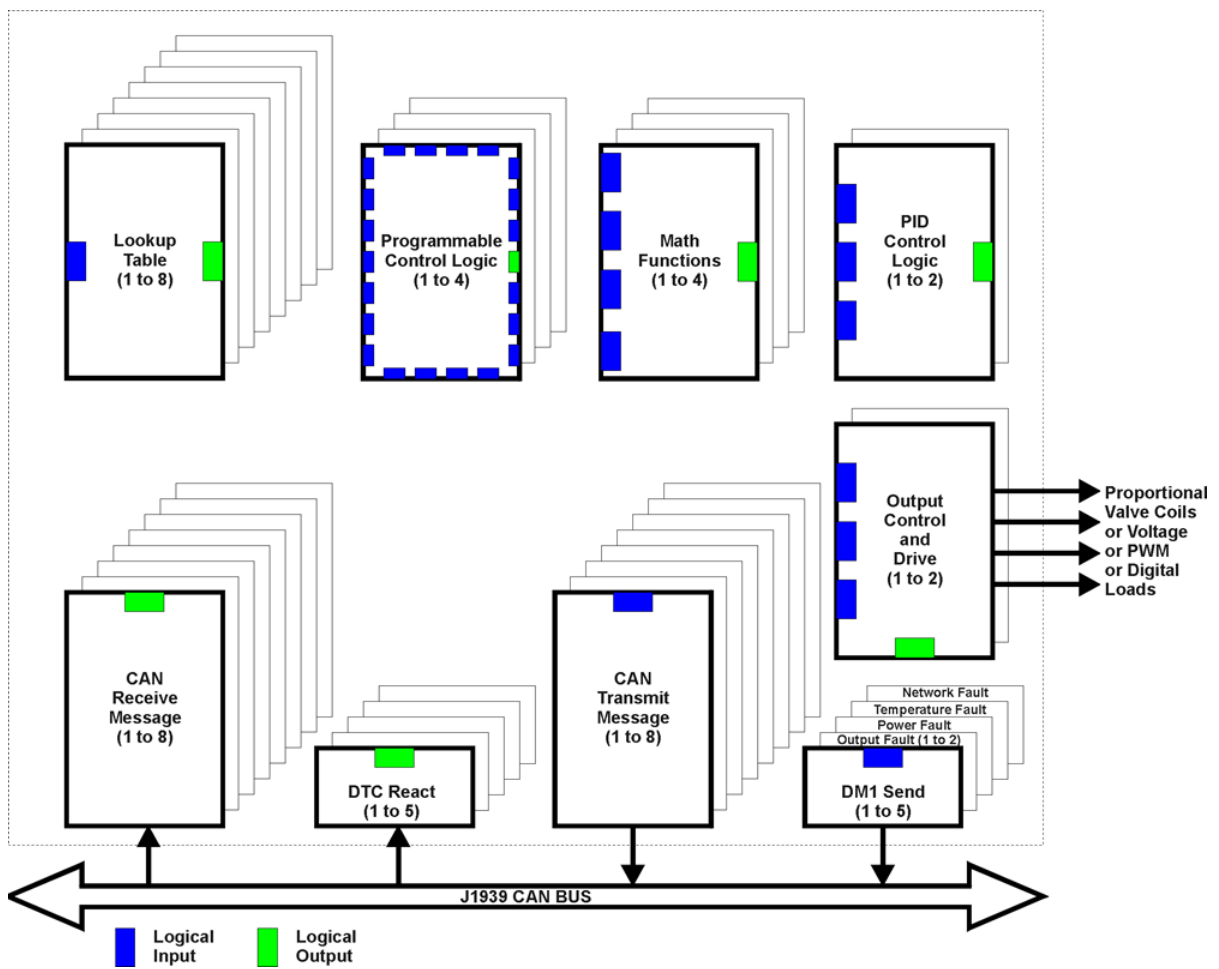 Lookup
Table
(1 to 8)
Programmable
Control Logic
(1 to 4)
Math
Functions
(1 to 4)
PID
Control
Logic
(1 to 2)
Output
Control
and
Drive
(1 to 2)
Proportional
Valve Coils
or Voltage
or PWM
or Digital
Loads
CAN
Receive
Message
(1 to 8)
DTC React
(1 to 5)
CAN
Transmit
Message
(1 to 8)
Network Fault
Temperature Fault
Power Fault
Output Fault (1 to 2)
DM1 Send
(1 to 5)
J1939 CAN BUS
Logical
Input
Logical
Output